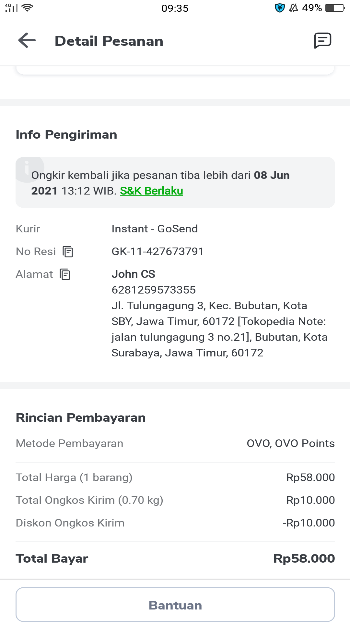 09:35
49%
Detail Pesanan
Info Pengiriman
Ongkir kembali jika pesanan tiba lebih dari 08 Jun
2021 13:12 WIB. S&K Berlaku
Kurir Instant - GoSend
No Resi GK-11-427673791
Alamat John CS
6281259573355
Jl. Tulungagung 3, Kec. Bubutan, Kota
SBY, Jawa Timur, 60172 [Tokopedia Note:
jalan tulungagung 3 no.21], Bubutan, Kota
Surabaya, Jawa Timur, 60172
Rincian Pembayaran
Metode Pembayaran OVO, OVO Points
Total Harga (1 barang) Rp58.000
Total Ongkos Kirim (0.70 kg) Rp10.000
Diskon Ongkos Kirim -Rp10.000
Total Bayar Rp58.000
Bantuan